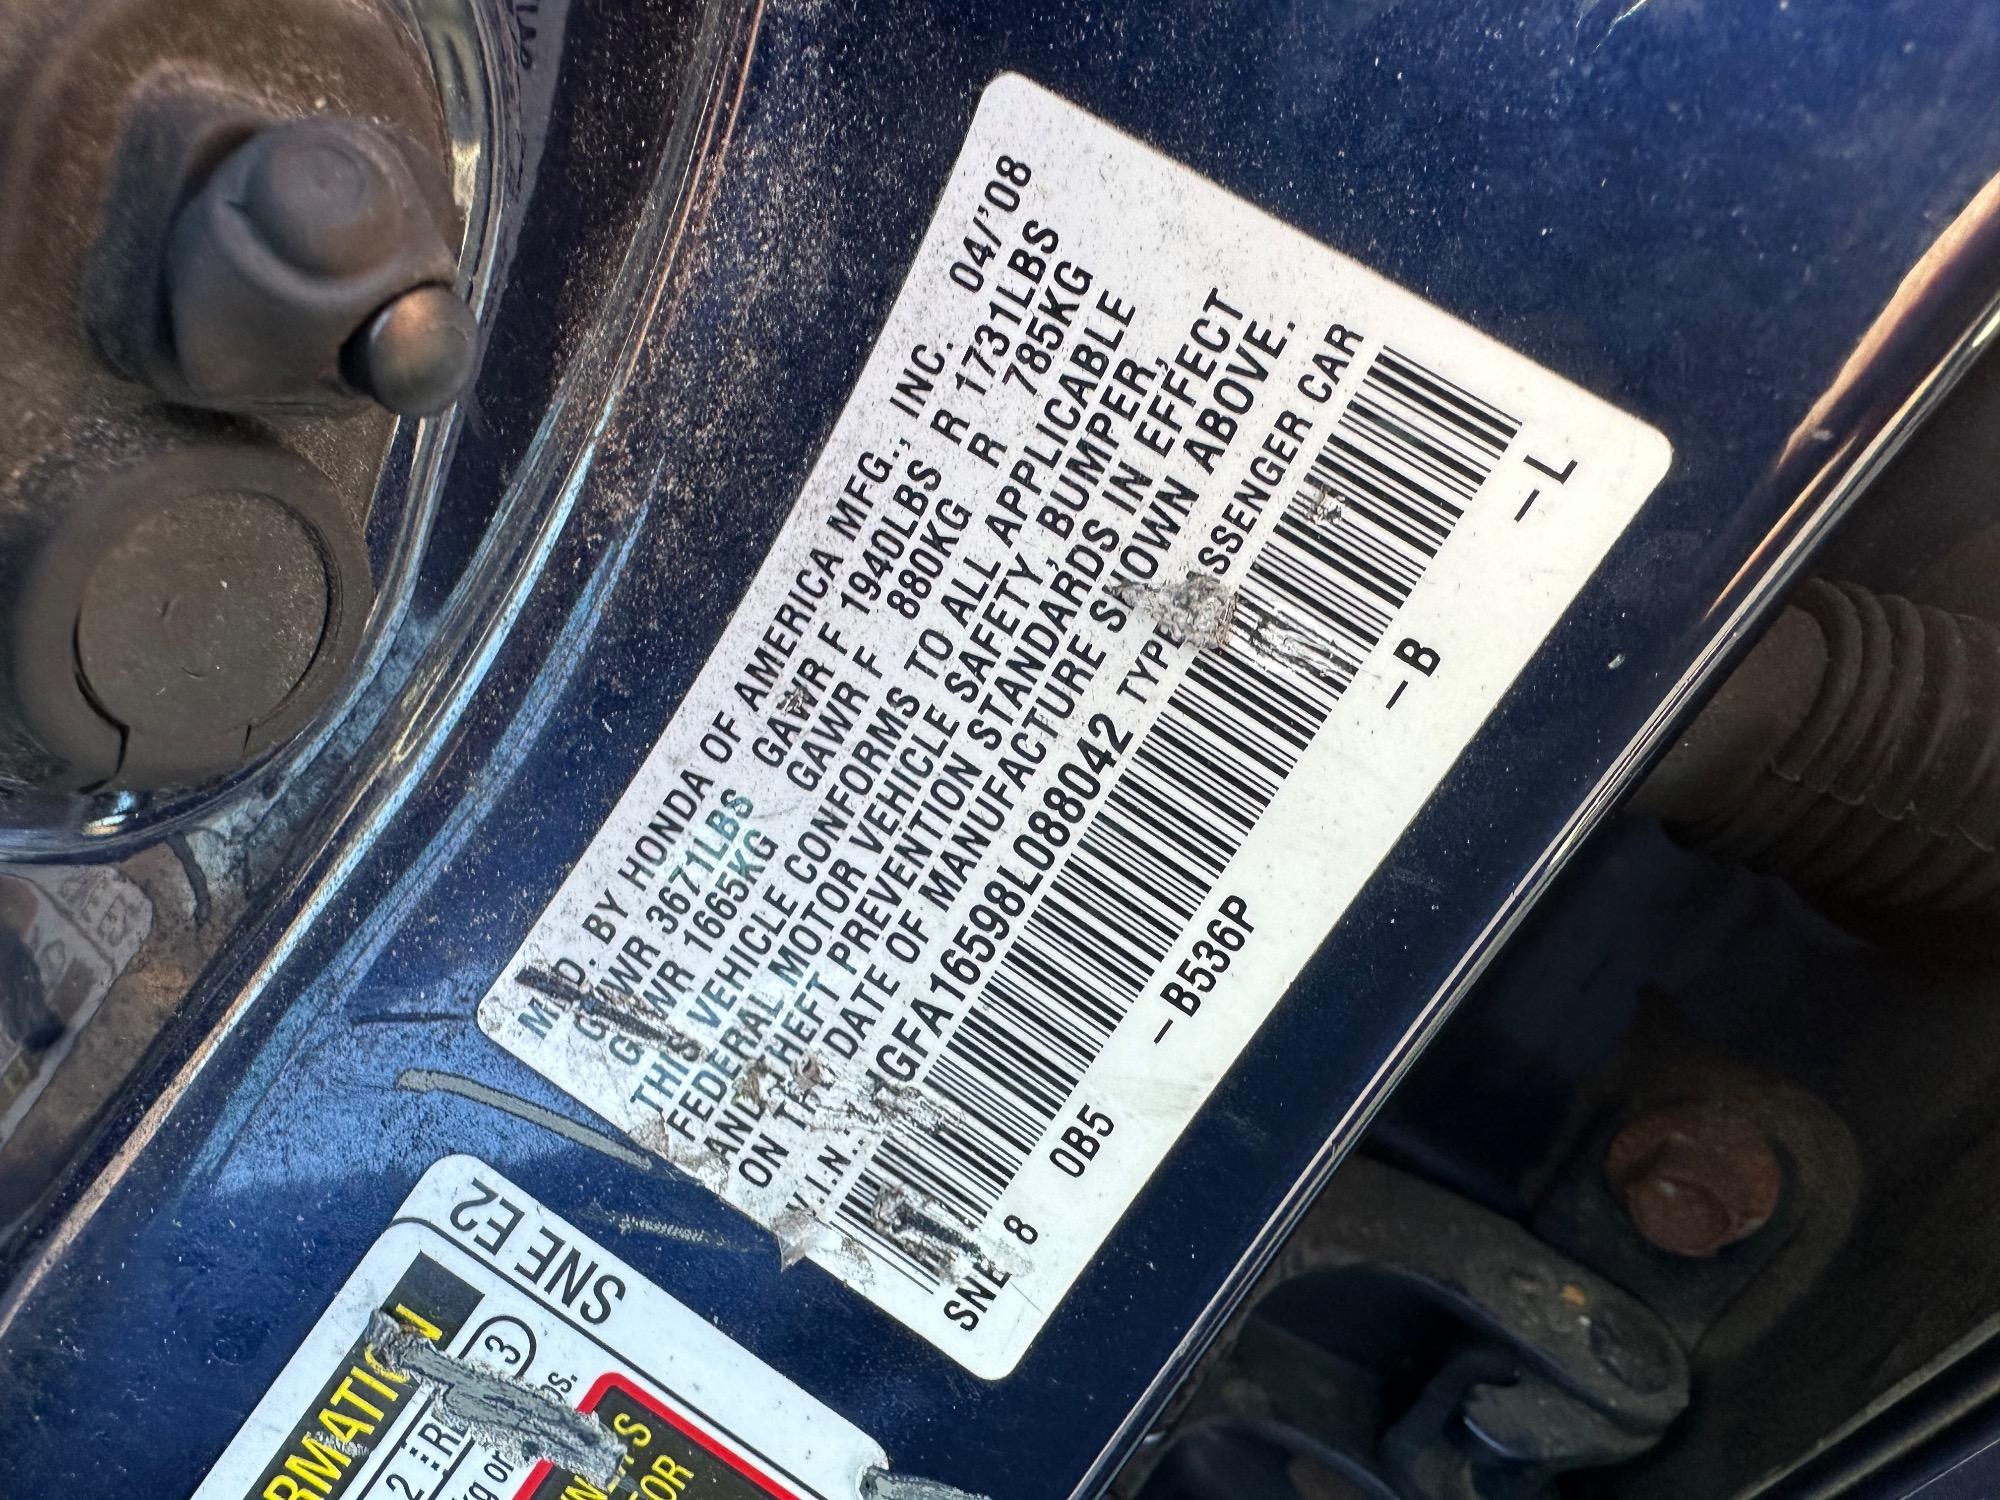 MFD. BY HONDA OF AMERICA MFG., INC. 04/'08
GVWR 3671LBS GAWR F 1940LBS R 1731LBS
GVWR 1665KG GAWR F 880KG R 785KG
THIS VEHICLE CONFORMS TO ALL APPLICABLE
FEDERAL MOTOR VEHICLE SAFETY, BUMPER,
AND THEFT PREVENTION STANDARDS IN EFFECT
ON THE DATE OF MANUFACTURE SHOWN ABOVE.
V.I.N.: 1HGFA16598L088042 TYPE: PASSENGER CAR
SNE 8 0B5 -B536P -B -L
SNE E2